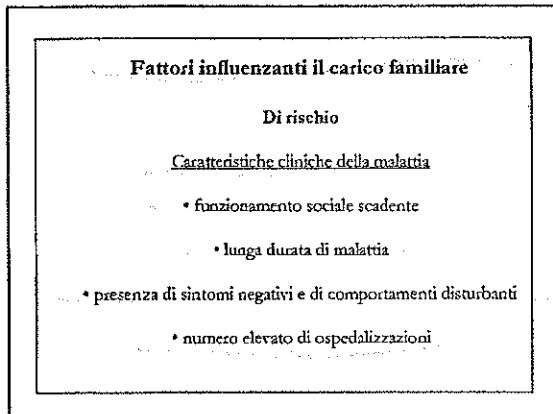 Fattori influenzanti il carico familiare
Di rischio
Caratteristiche cliniche della malattia
• funzionamento sociale scadente
• lunga durata di malattia
• presenza di sintomi negativi e di comportamenti disturbanti
• numero elevato di ospedalizzazioni